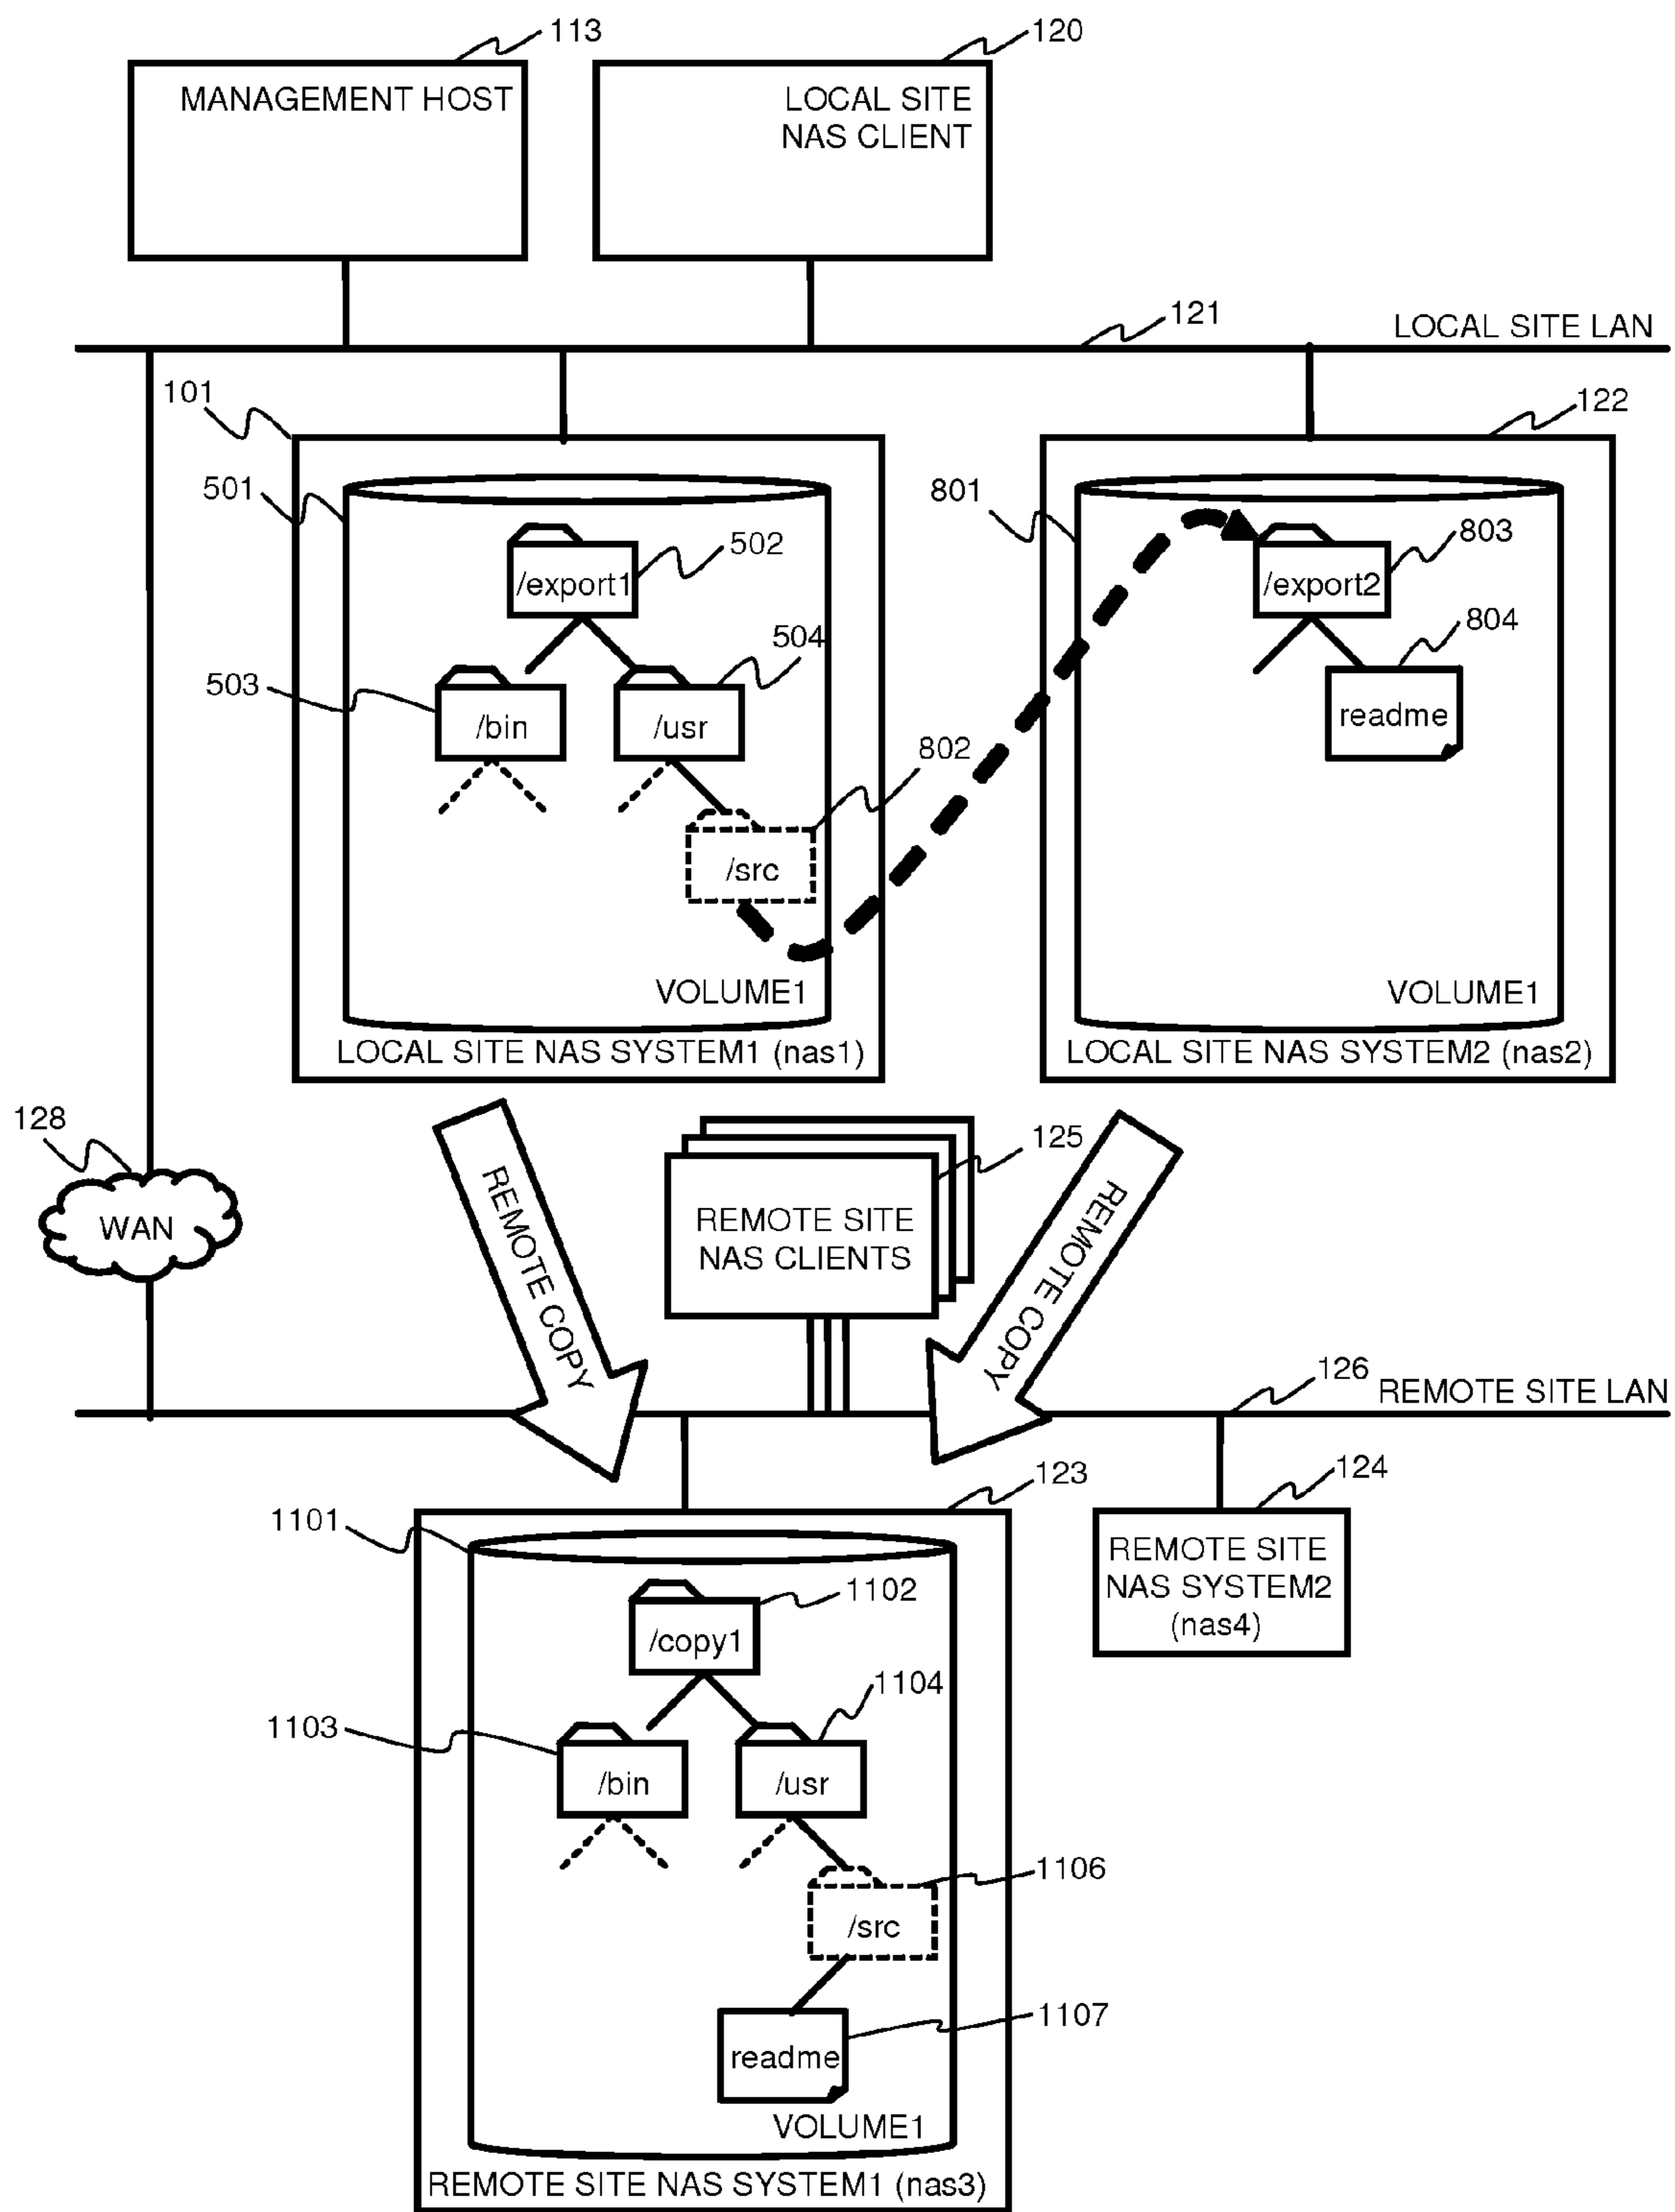 113
120
MANAGEMENT HOST
LOCAL SITE
NAS CLIENT
121
LOCAL SITE LAN
101
122
501
801
502
/export1
803
/export2
504
804
503
/bin
/usr
readme
802
/src
VOLUME1
VOLUME1
LOCAL SITE NAS SYSTEM1 (nas1)
LOCAL SITE NAS SYSTEM2 (nas2)
128
WAN
REMOTE COPY
125
REMOTE SITE
NAS CLIENTS
REMOTE COPY
126
REMOTE SITE LAN
123
124
1101
REMOTE SITE
NAS SYSTEM2
(nas4)
1102
/copy1
1104
1103
/bin
/usr
1106
/src
1107
readme
VOLUME1
REMOTE SITE NAS SYSTEM1 (nas3)